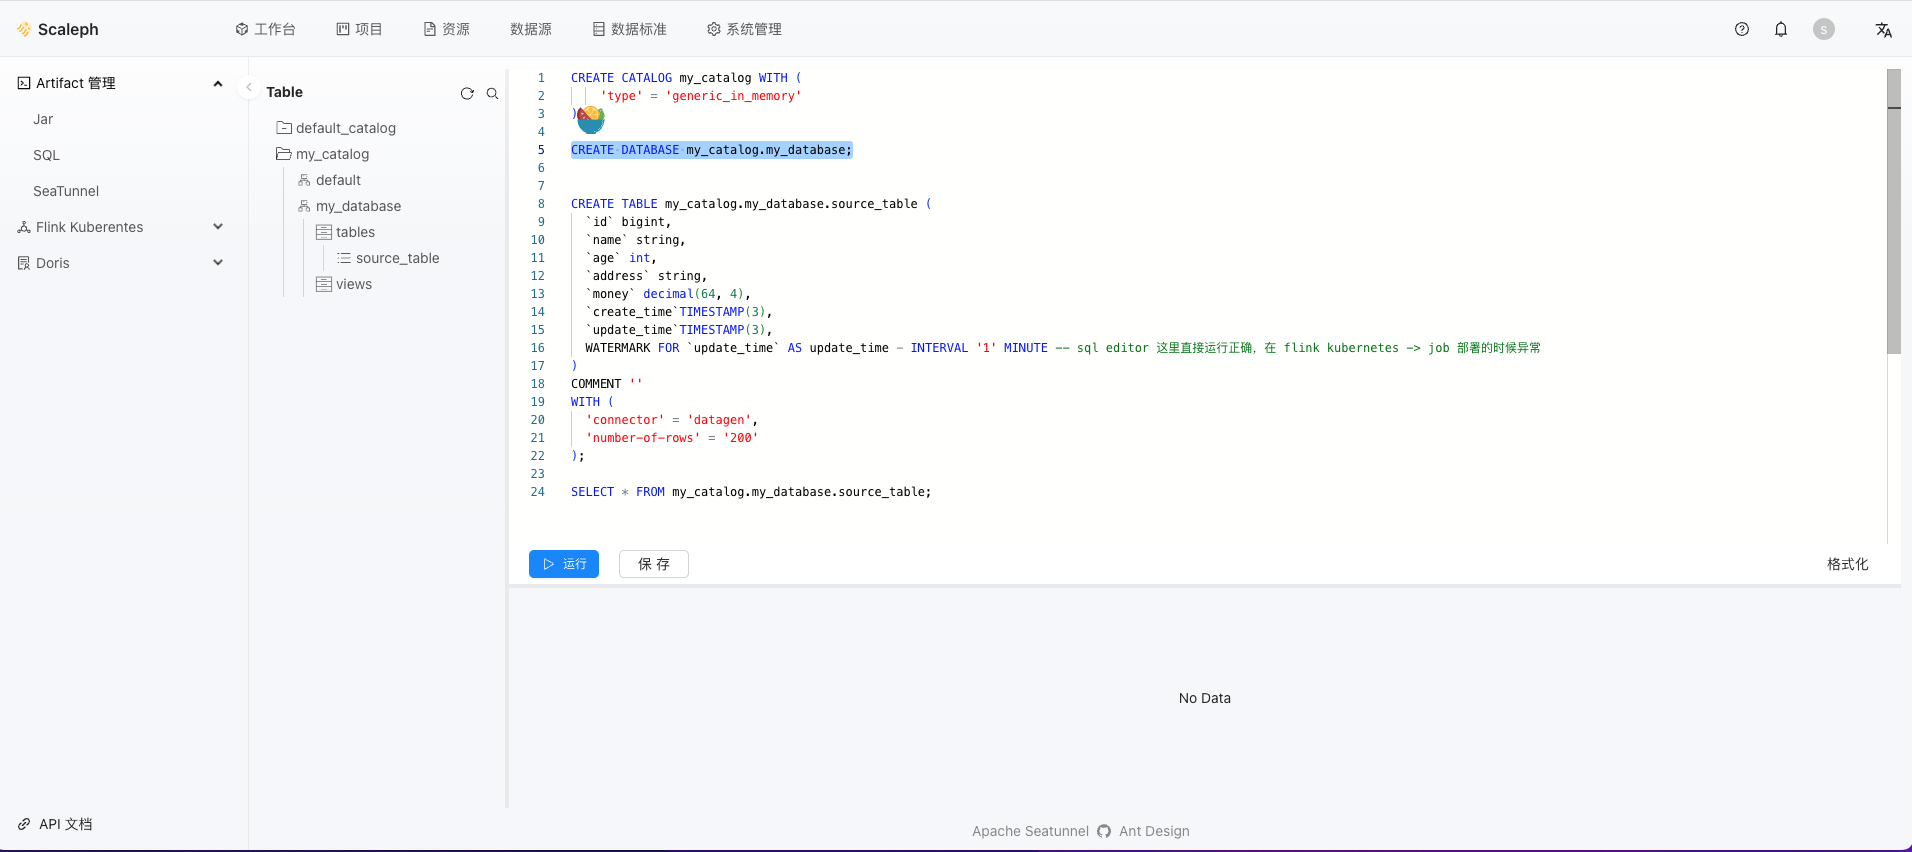 Scaleph
工作台
项目
资源
数据源
数据标准
系统管理
S
Artifact 管理
Jar
SQL
SeaTunnel
Flink Kuberentes
Doris
API 文档
Table
default_catalog
my_catalog
default
my_database
tables
source_table
views
1 CREATE CATALOG my_catalog WITH (
2 'type' = 'generic_in_memory'
3 )
4
5 CREATE DATABASE my_catalog.my_database;
6
7
8 CREATE TABLE my_catalog.my_database.source_table (
9 `id` bigint,
10 `name` string,
11 `age` int,
12 `address` string,
13 `money` decimal(64, 4),
14 `create_time`TIMESTAMP(3),
15 `update_time`TIMESTAMP(3),
16 WATERMARK FOR `update_time` AS update_time - INTERVAL '1' MINUTE -- sql editor 这里直接运行正确，在 flink kubernetes -> job 部署的时候异常
17 )
18 COMMENT ''
19 WITH (
20 'connector' = 'datagen',
21 'number-of-rows' = '200'
22 );
23
24 SELECT * FROM my_catalog.my_database.source_table;
运行
保 存
格式化
No Data
Apache Seatunnel Ant Design